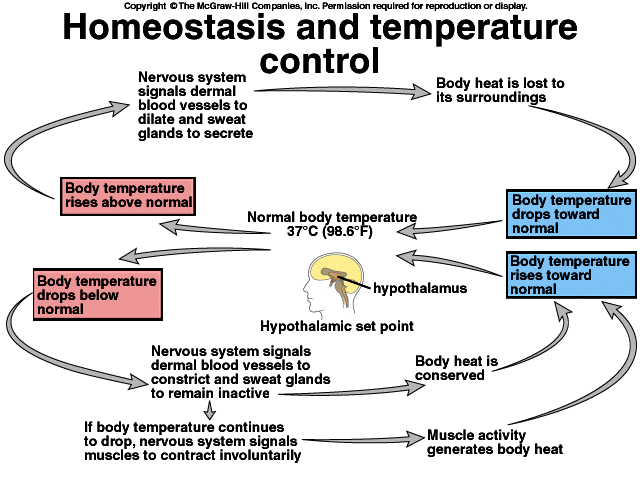 Copyright © The McGraw-Hill Companies, Inc. Permission required for reproduction or display.
Homeostasis and temperature
control
Nervous system
signals dermal
blood vessels to
dilate and sweat
glands to secrete
Body heat is lost to
its surroundings
Body temperature
rises above normal
Normal body temperature
37°C (98.6°F)
Body temperature
drops toward
normal
Body temperature
drops below
normal
hypothalamus
Hypothalamic set point
Body temperature
rises toward
normal
Nervous system signals
dermal blood vessels to
constrict and sweat glands
to remain inactive
Body heat is
conserved
If body temperature continues
to drop, nervous system signals
muscles to contract involuntarily
Muscle activity
generates body heat